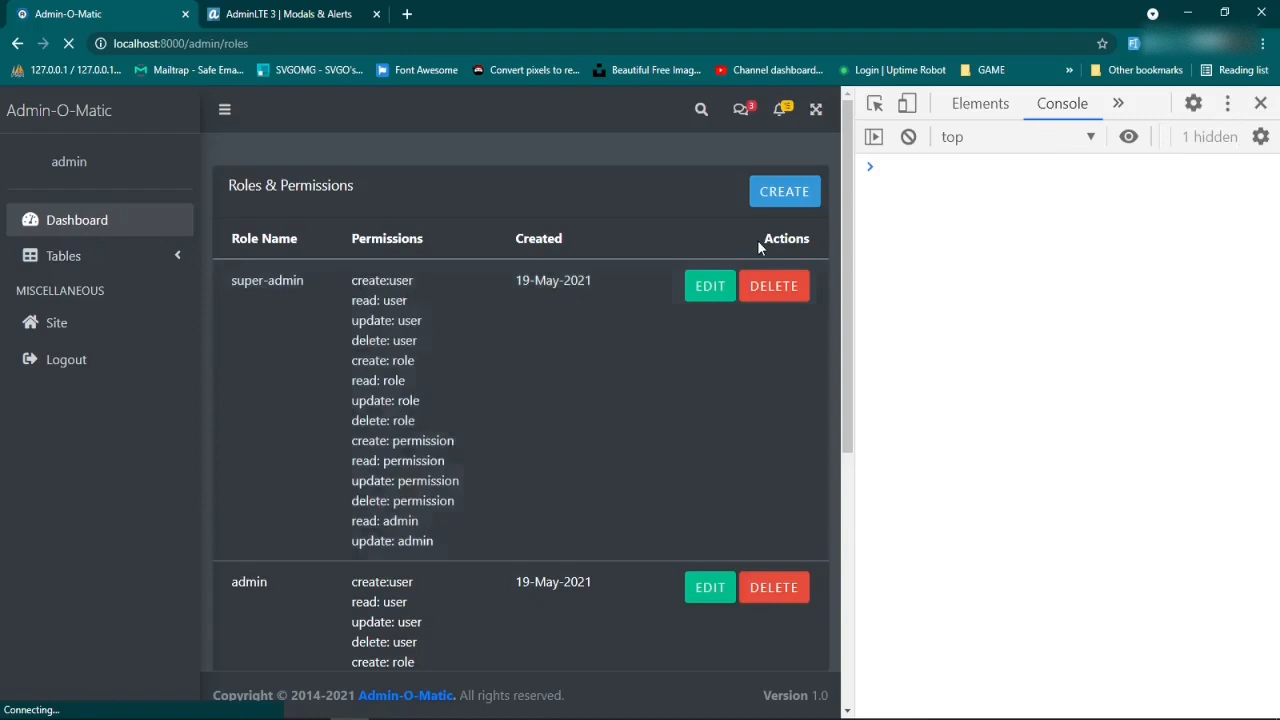 Admin-O-Matic
AdminLTE 3 | Modals & Alerts
localhost:8000/admin/roles
127.0.0.1 / 127.0.0.1...
Mailtrap - Safe Ema...
SVGOMG - SVGO's...
Font Awesome
Convert pixels to re...
Beautiful Free Imag...
Channel dashboard...
Login | Uptime Robot
GAME
»
Other bookmarks
Reading list
Admin-O-Matic
3
15
Elements
Console
»
top
1 hidden
admin
Dashboard
Tables
MISCELLANEOUS
Site
Logout
Roles & Permissions
CREATE
Role Name
Permissions
Created
Actions
super-admin
create:user
19-May-2021
EDIT
DELETE
read: user
update: user
delete: user
create: role
read: role
update: role
delete: role
create: permission
read: permission
update: permission
delete: permission
read: admin
update: admin
admin
create:user
19-May-2021
EDIT
DELETE
read: user
update: user
delete: user
create: role
Copyright © 2014-2021 Admin-O-Matic. All rights reserved.
Version 1.0
Connecting...